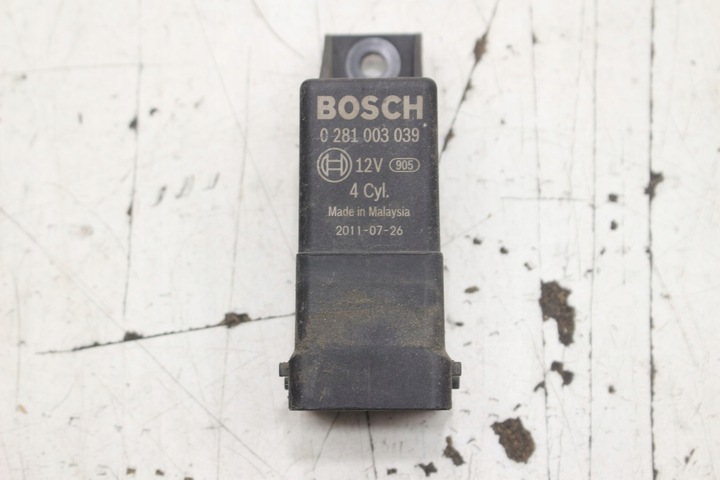 BOSCH
0 281 003 039
12V 905
4 Cyl.
Made in Malaysia
2011-07-26